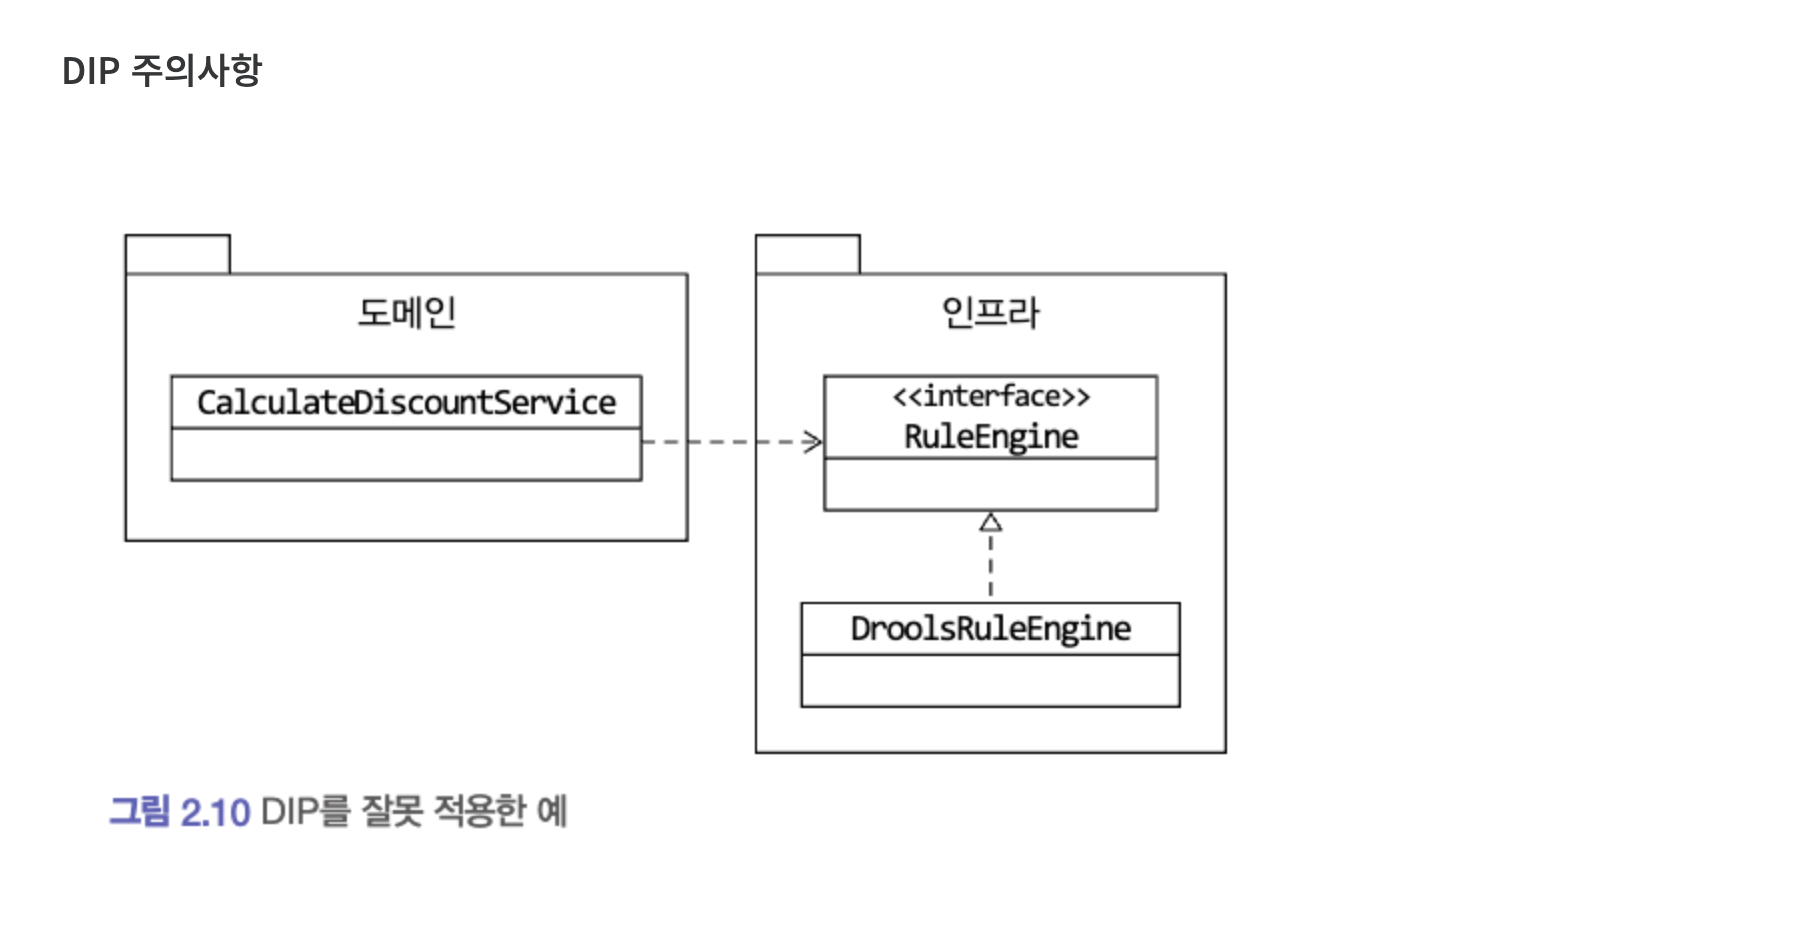 DIP 주의사항
도메인
CalculateDiscountService
인프라
<<interface>>
RuleEngine
DroolsRuleEngine
그림 2.10 DIP를 잘못 적용한 예